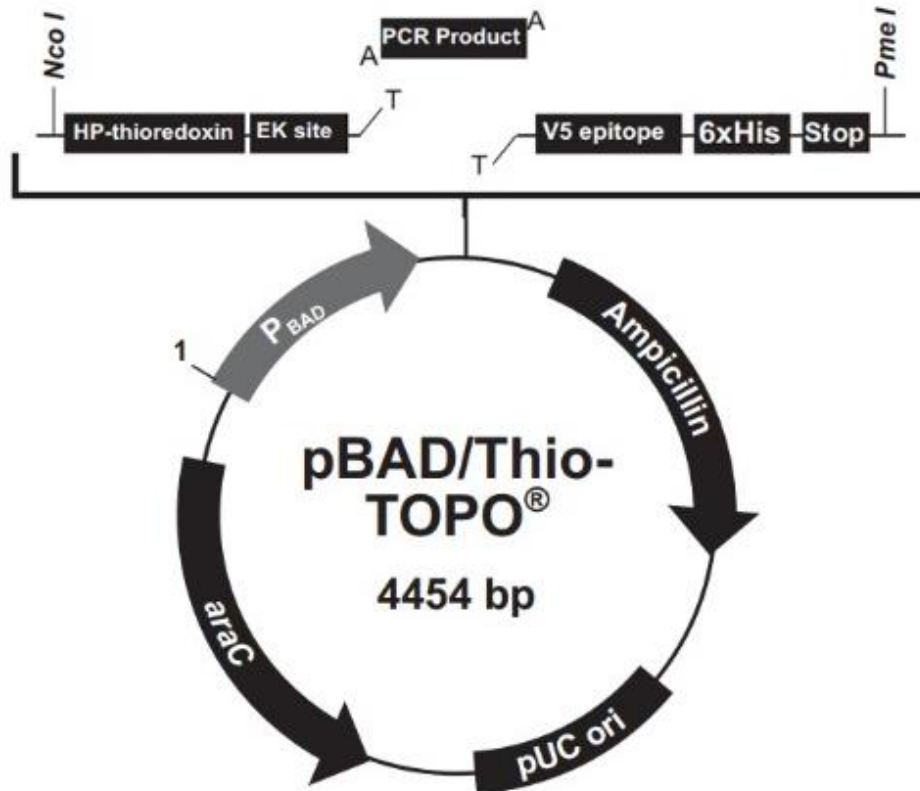 Nco I
A PCR Product A
Pme I
T
HP-thioredoxin EK site
V5 epitope 6xHis Stop
T
PBAD
1
Ampicillin
pBAD/Thio-
TOPO®
4454 bp
araC
pUC ori